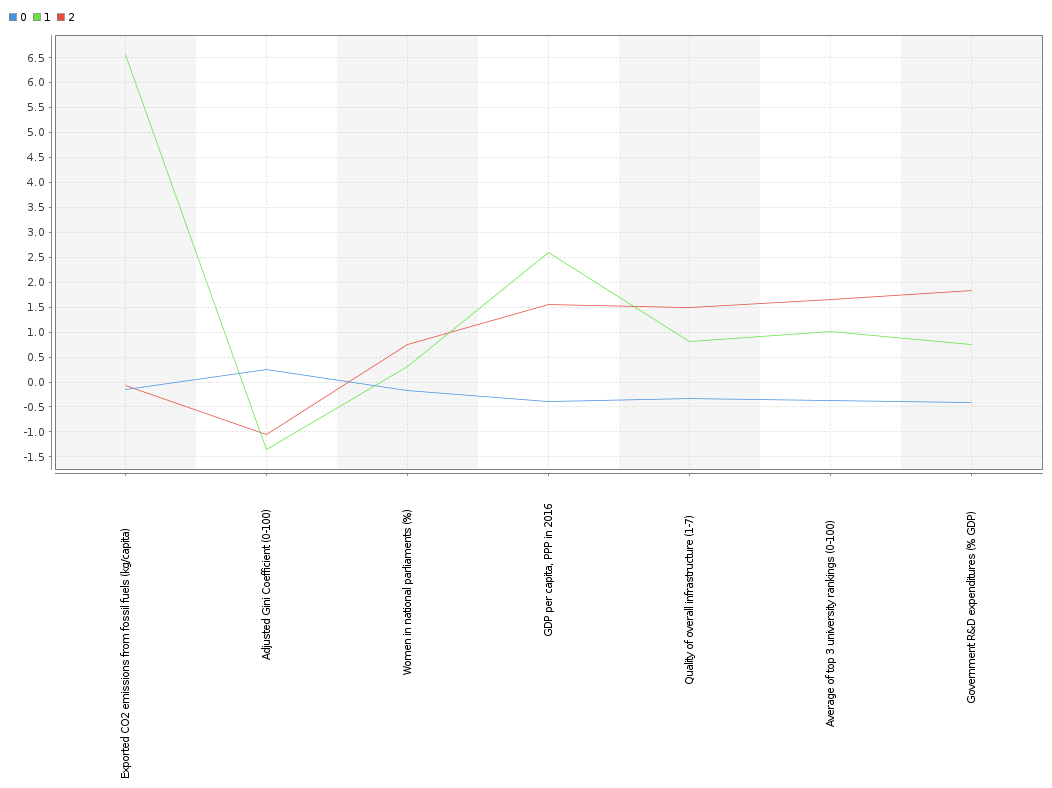 0 1 2
6.5
6.0
5.5
5.0
4.5
4.0
3.5
3.0
2.5
2.0
1.5
1.0
0.5
0.0
-0.5
-1.0
-1.5
Exported CO2 emissions from fossil fuels (kg/capita)
Adjusted Gini Coefficient (0-100)
Women in national parliaments (%)
GDP per capita, PPP in 2016
Quality of overall infrastructure (1-7)
Average of top 3 university rankings (0-100)
Government R&D expenditures (% GDP)